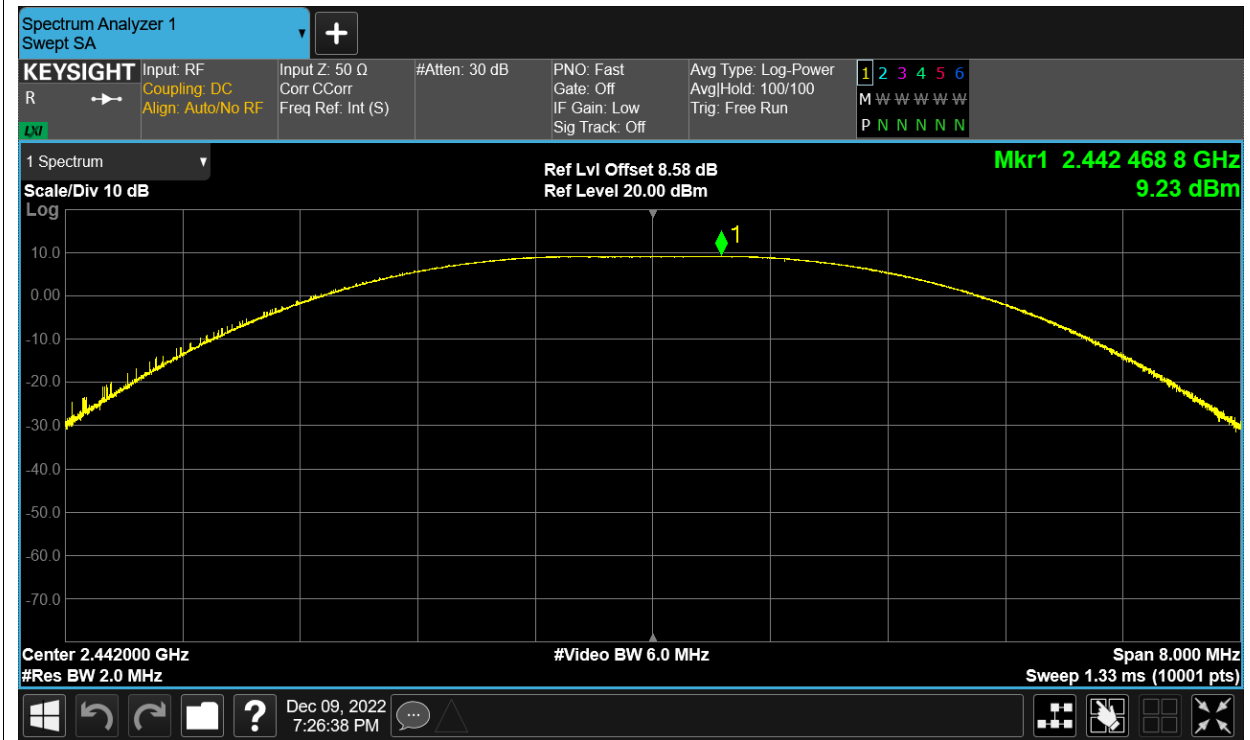 Spectrum Analyzer 1
Swept SA
+
KEYSIGHT
R
LXI
Input: RF
Coupling: DC
Align: Auto/No RF
Input Z: 50 Ω
Corr CCorr
Freq Ref: Int (S)
#Atten: 30 dB
PNO: Fast
Gate: Off
IF Gain: Low
Sig Track: Off
Avg Type: Log-Power
Avg|Hold: 100/100
Trig: Free Run
1 2 3 4 5 6
M W W W W W
P N N N N N
1 Spectrum
Scale/Div 10 dB
Log
Ref Lvl Offset 8.58 dB
Ref Level 20.00 dBm
Mkr1 2.442 468 8 GHz
9.23 dBm
1
10.0
0.00
-10.0
-20.0
-30.0
-40.0
-50.0
-60.0
-70.0
Center 2.442000 GHz
#Res BW 2.0 MHz
#Video BW 6.0 MHz
Span 8.000 MHz
Sweep 1.33 ms (10001 pts)
?
Dec 09, 2022
7:26:38 PM